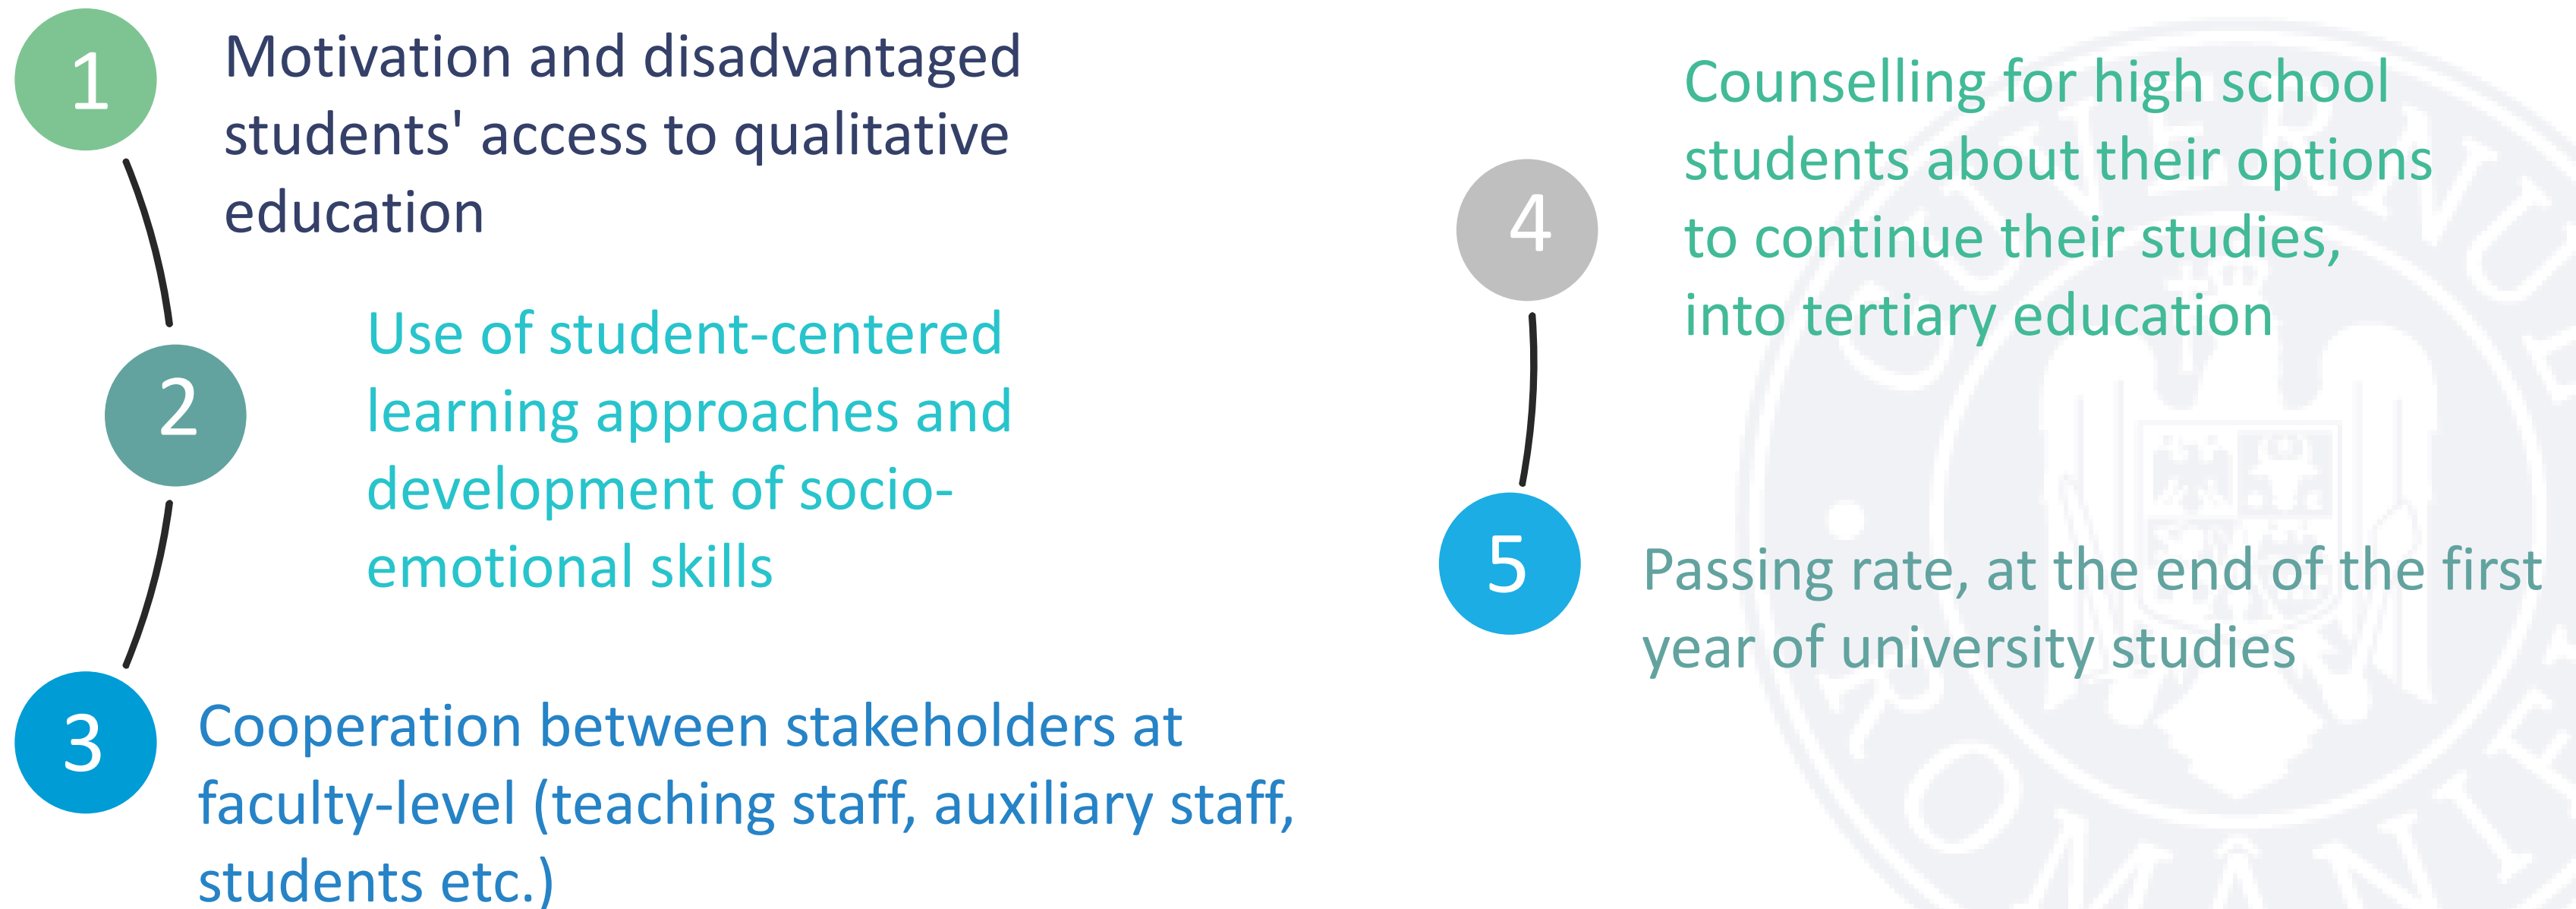 1
Motivation and disadvantaged
students' access to qualitative
education
2
Use of student-centered
learning approaches and
development of socio-
emotional skills
3
Cooperation between stakeholders at
faculty-level (teaching staff, auxiliary staff,
students etc.)
4
Counselling for high school
students about their options
to continue their studies,
into tertiary education
5
Passing rate, at the end of the first
year of university studies
GUVERNUL
ROMÂNIE